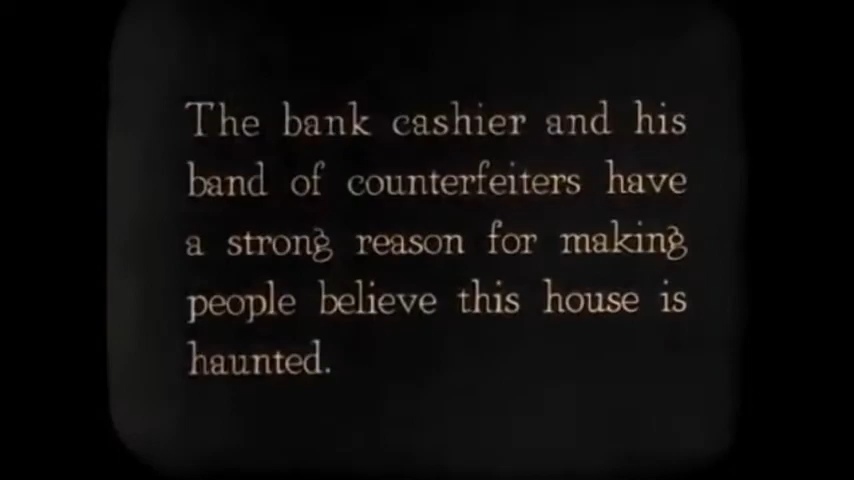 The bank cashier and his
band of counterfeiters have
a strong reason for making
people believe this house is
haunted.